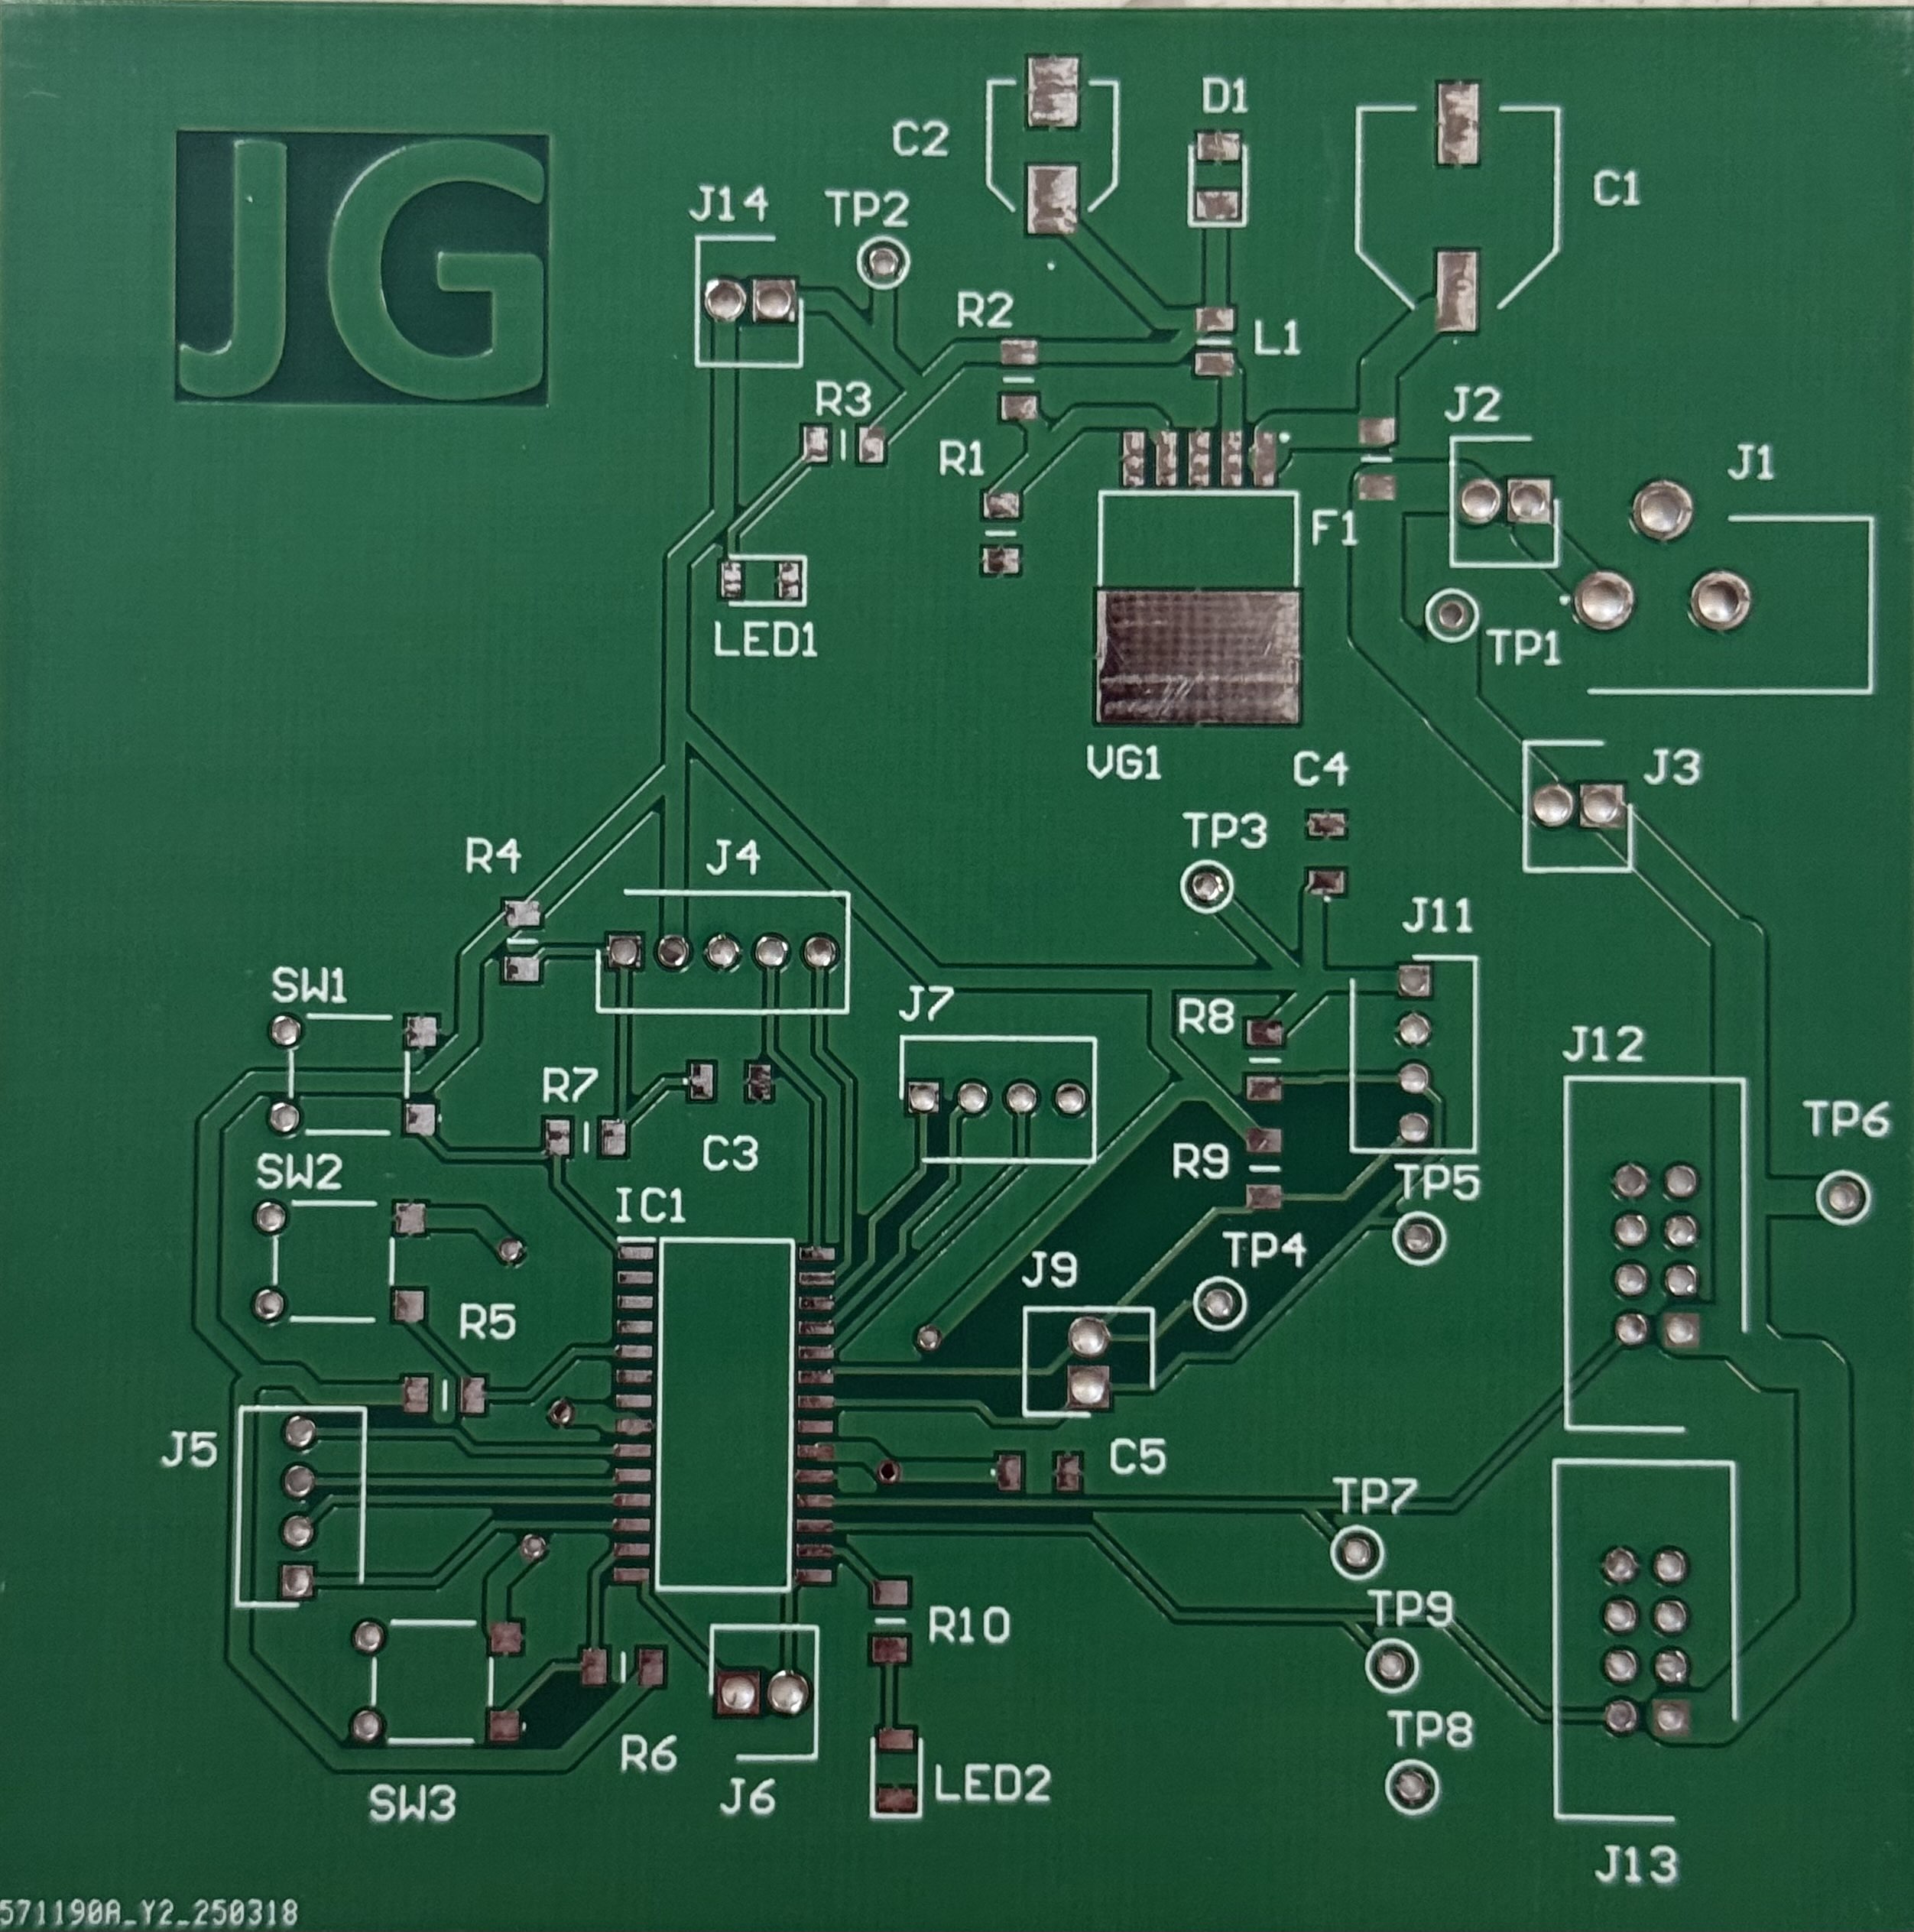 JG
D1
C2
C1
J14
TP2
R2
L1
R3
J2
R1
J1
F1
LED1
TP1
VG1
C4
J3
TP3
R4
J4
J11
SW1
J7
R8
J12
R7
TP6
C3
R9
SW2
TP5
IC1
TP4
J9
R5
J5
C5
TP7
TP9
R10
TP8
R6
J6
LED2
SW3
J13
571190A_Y2_250318